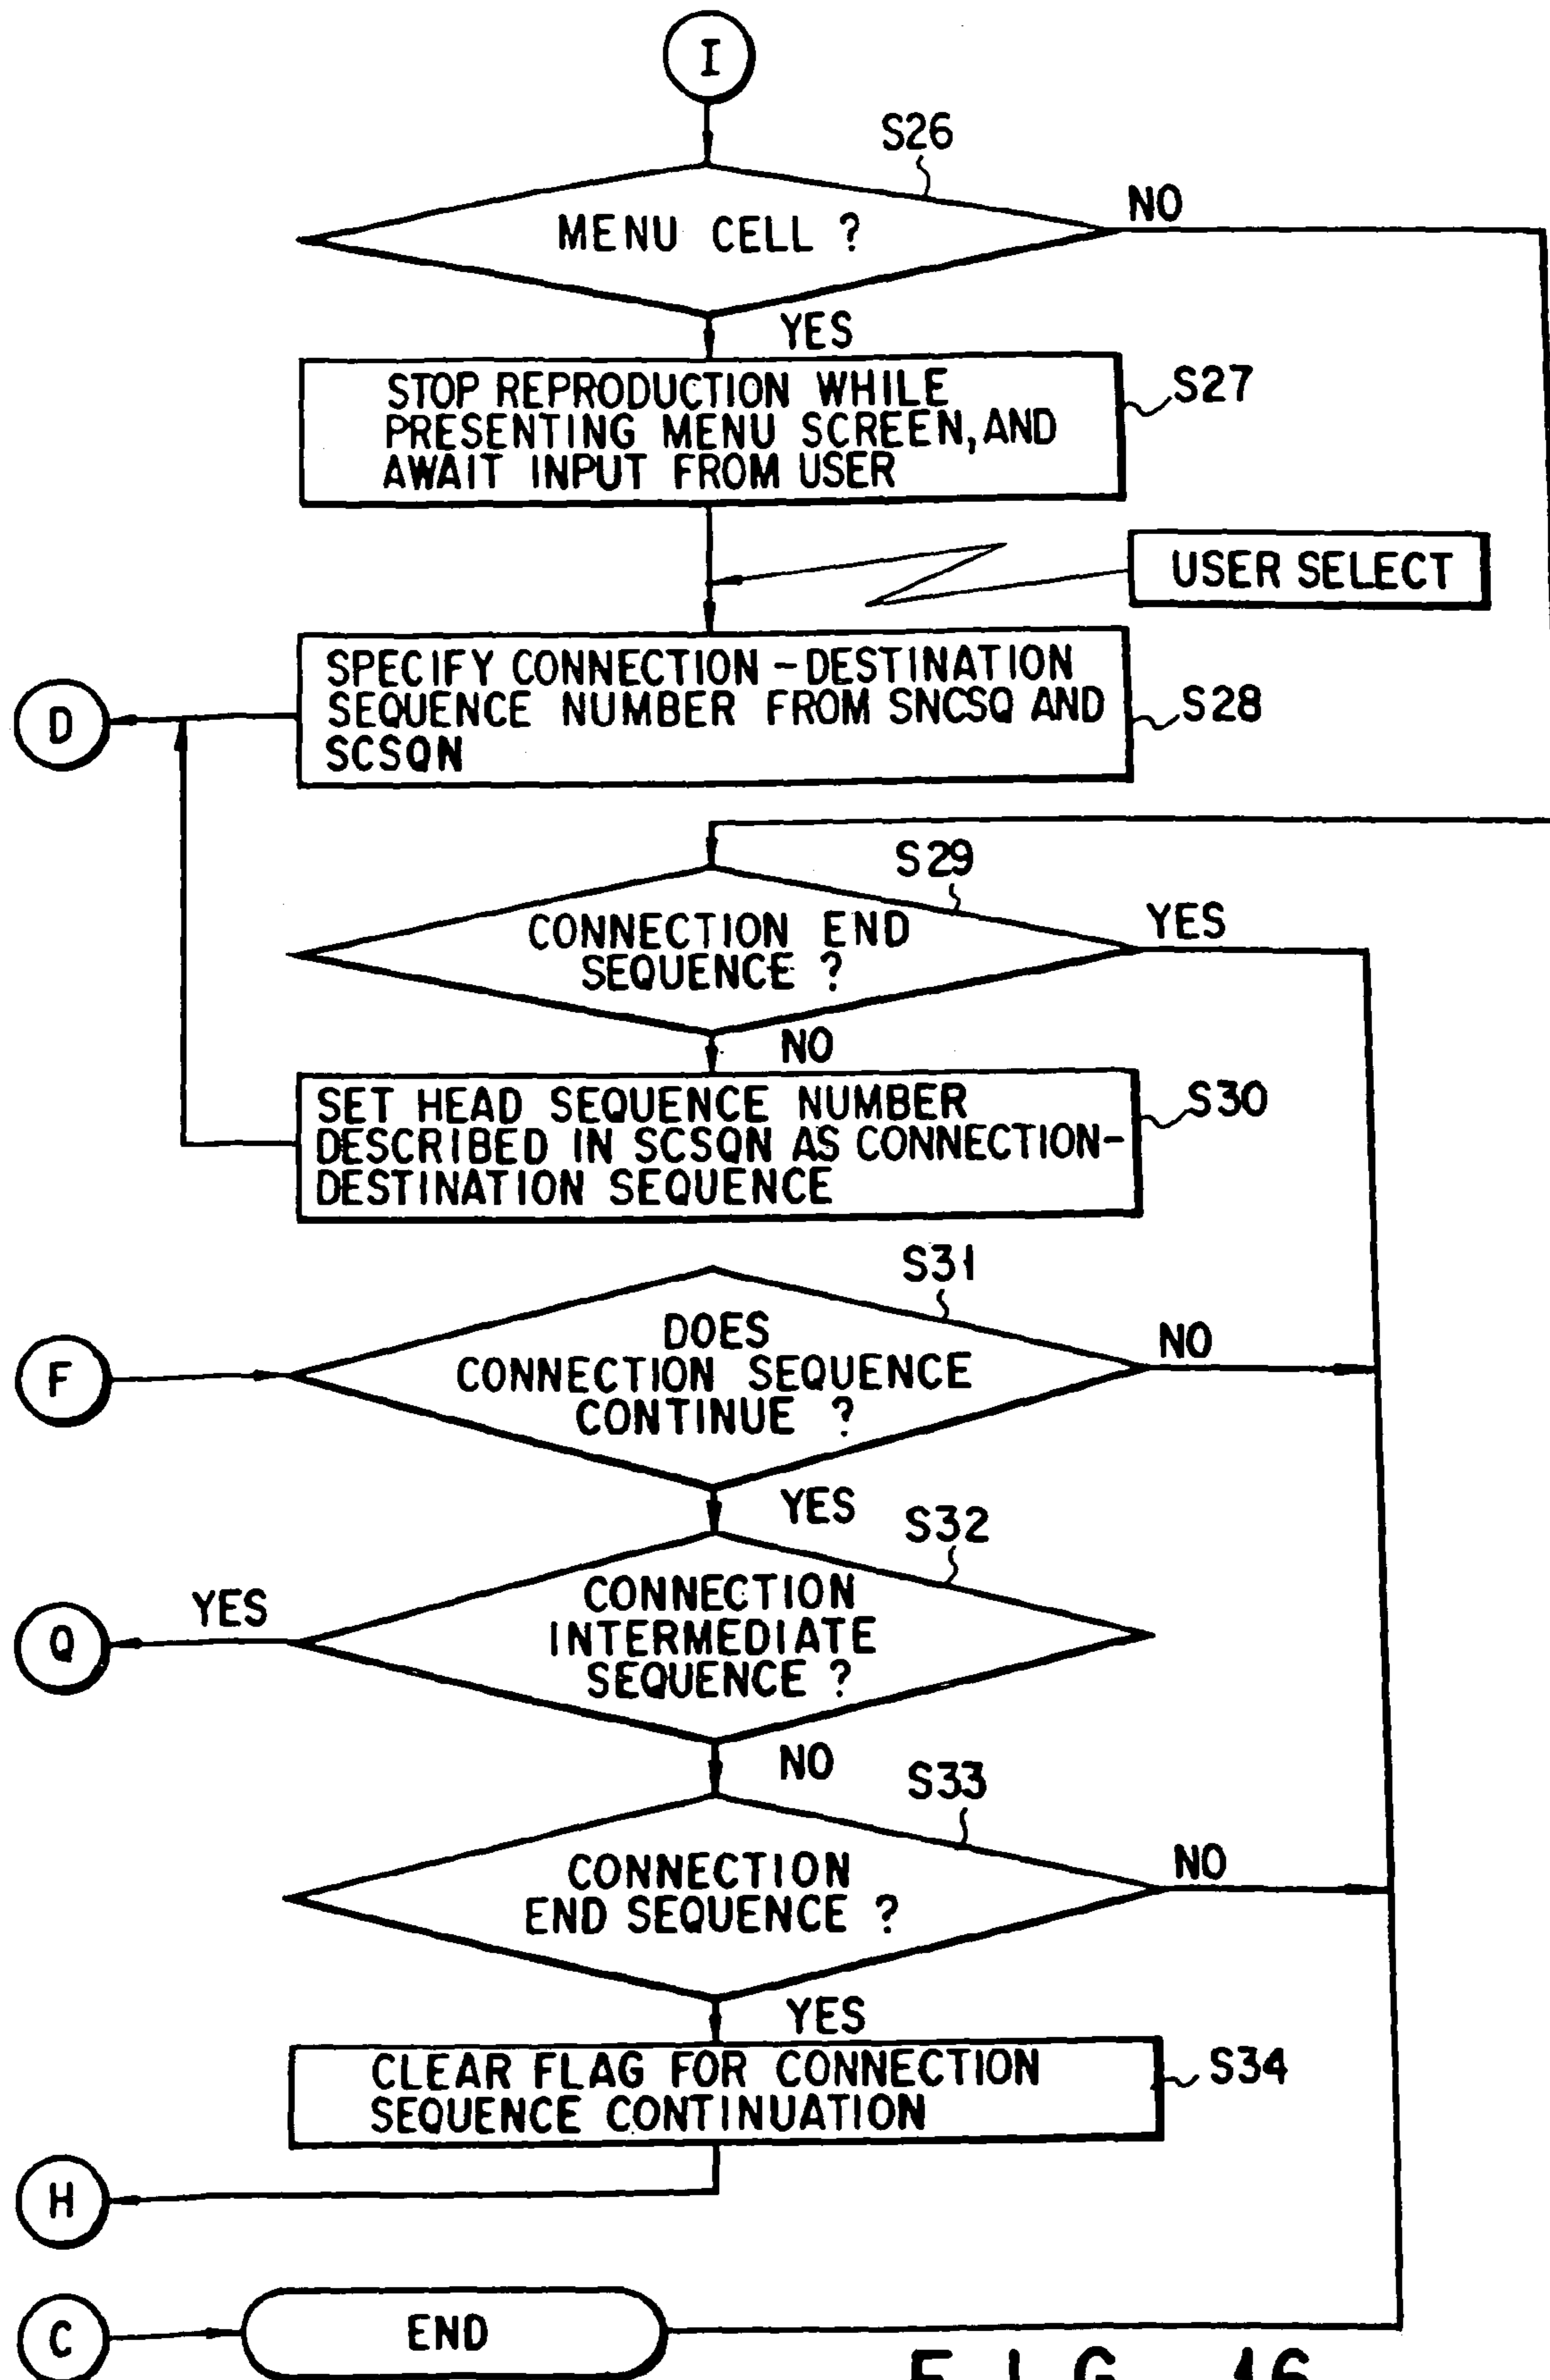 I
S26
MENU CELL ?
NO
YES
STOP REPRODUCTION WHILE
PRESENTING MENU SCREEN, AND
AWAIT INPUT FROM USER
S27
USER SELECT
SPECIFY CONNECTION-DESTINATION
SEQUENCE NUMBER FROM SNCSQ AND
SCSQN
S28
D
S29
CONNECTION END
SEQUENCE ?
YES
NO
SET HEAD SEQUENCE NUMBER
DESCRIBED IN SCSQN AS CONNECTION-
DESTINATION SEQUENCE
S30
S31
F
DOES
CONNECTION SEQUENCE
CONTINUE ?
NO
YES
S32
Q
YES
CONNECTION
INTERMEDIATE
SEQUENCE ?
NO
S33
CONNECTION
END SEQUENCE ?
NO
YES
CLEAR FLAG FOR CONNECTION
SEQUENCE CONTINUATION
S34
H
C
END
FIG. 16